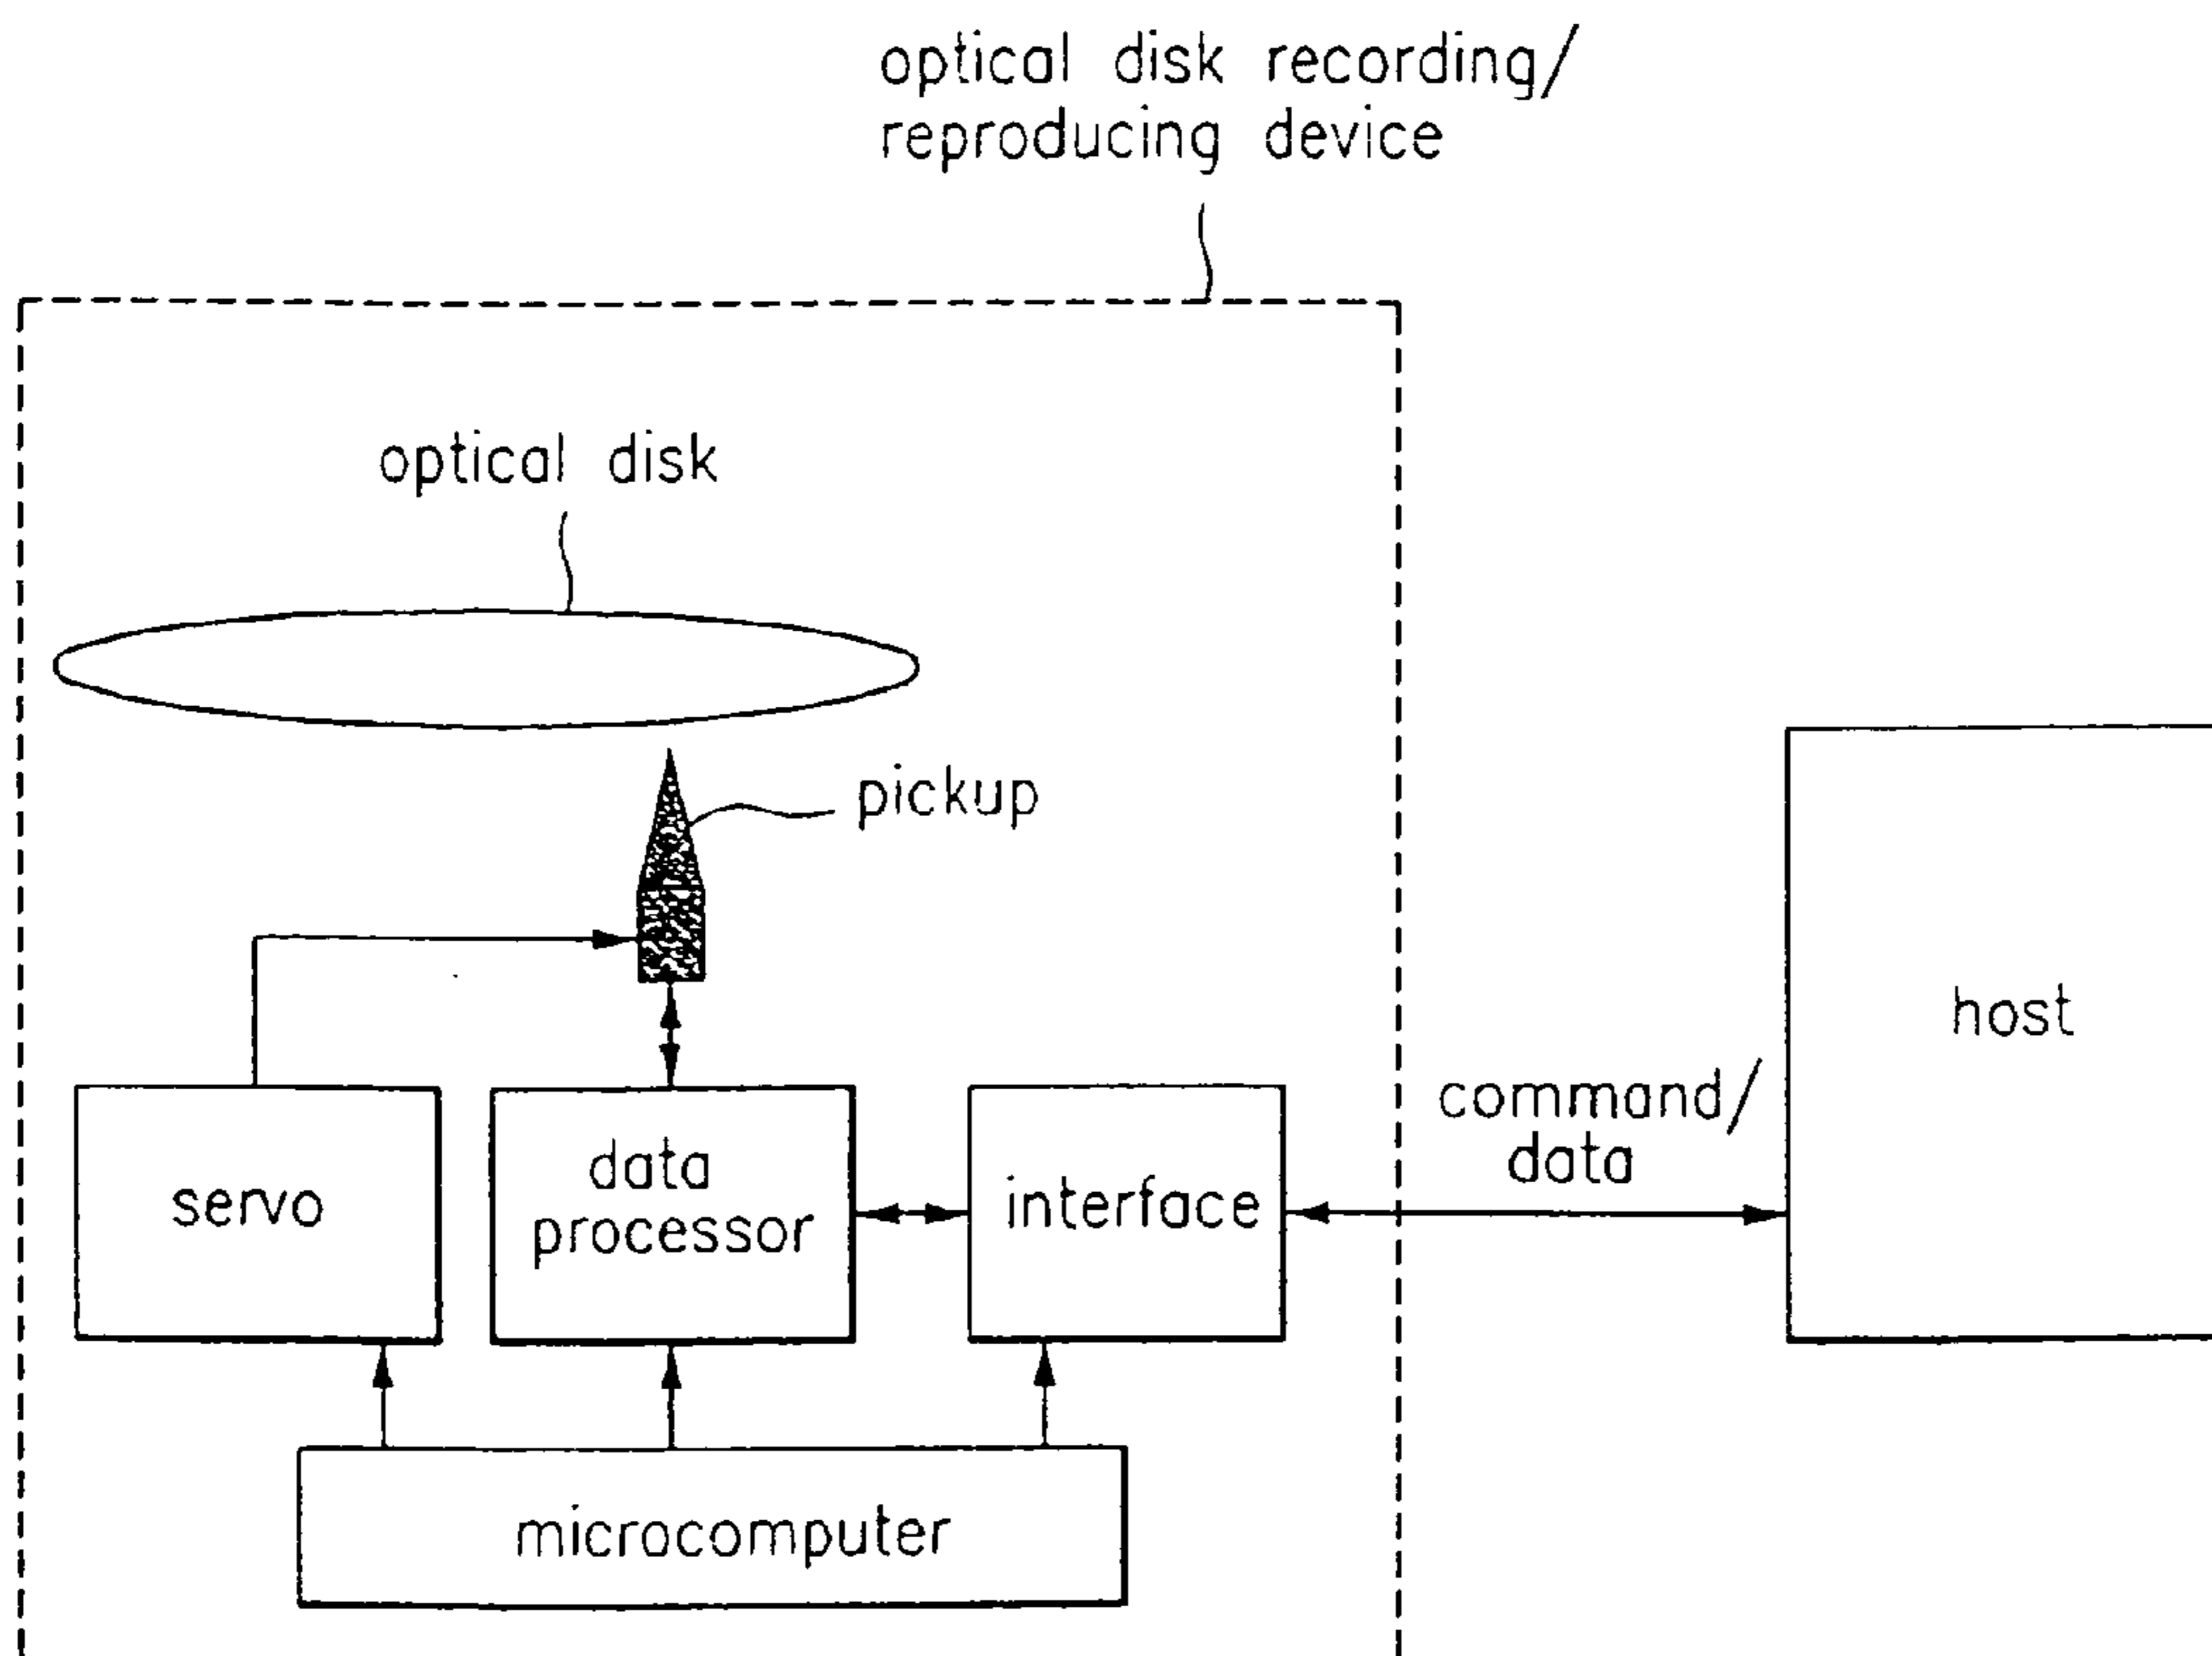 optical disk recording/
reproducing device
optical disk
pickup
host
command/
data
servo
data
processor
interface
microcomputer